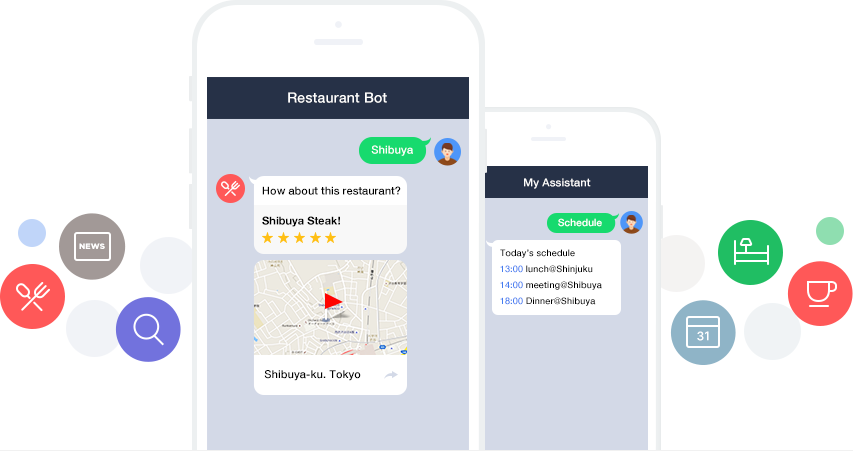 Restaurant Bot
Shibuya
How about this restaurant?
Shibuya Steak!
Shibuya-ku. Tokyo
My Assistant
Schedule
Today's schedule
13:00 lunch@Shinjuku
14:00 meeting@Shibuya
18:00 Dinner@Shibuya
NEWS
31